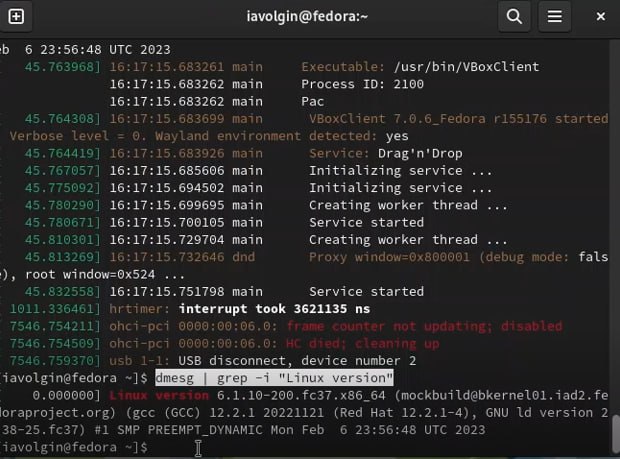 iavolgin@fedora:~
eb  6 23:56:48 UTC 2023
45.763968] 16:17:15.683261 main     Executable: /usr/bin/VBoxClient
16:17:15.683262 main     Process ID: 2100
16:17:15.683262 main     Pac
45.764308] 16:17:15.683699 main     VBoxClient 7.0.6_Fedora r155176 started
Verbose level = 0. Wayland environment detected: yes
45.764419] 16:17:15.683926 main     Service: Drag'n'Drop
45.767057] 16:17:15.685606 main     Initializing service ...
45.775092] 16:17:15.694502 main     Initializing service ...
45.780290] 16:17:15.699695 main     Creating worker thread ...
45.780671] 16:17:15.700105 main     Service started
45.810301] 16:17:15.729704 main     Creating worker thread ...
45.813269] 16:17:15.732646 dnd      Proxy window=0x800001 (debug mode: fals
e), root window=0x524 ...
45.832558] 16:17:15.751798 main     Service started
1011.336461] hrtimer: interrupt took 3621135 ns
7546.754211] ohci-pci 0000:00:06.0: frame counter not updating; disabled
7546.754509] ohci-pci 0000:00:06.0: HC died; cleaning up
7546.759370] usb 1-1: USB disconnect, device number 2
[iavolgin@fedora ~]$ dmesg | grep -i "Linux version"
0.000000] Linux version 6.1.10-200.fc37.x86_64 (mockbuild@bkernel01.iad2.fe
doraproject.org) (gcc (GCC) 12.2.1 20221121 (Red Hat 12.2.1-4), GNU ld version 2
38-25.fc37) #1 SMP PREEMPT_DYNAMIC Mon Feb  6 23:56:48 UTC 2023
[iavolgin@fedora ~]$